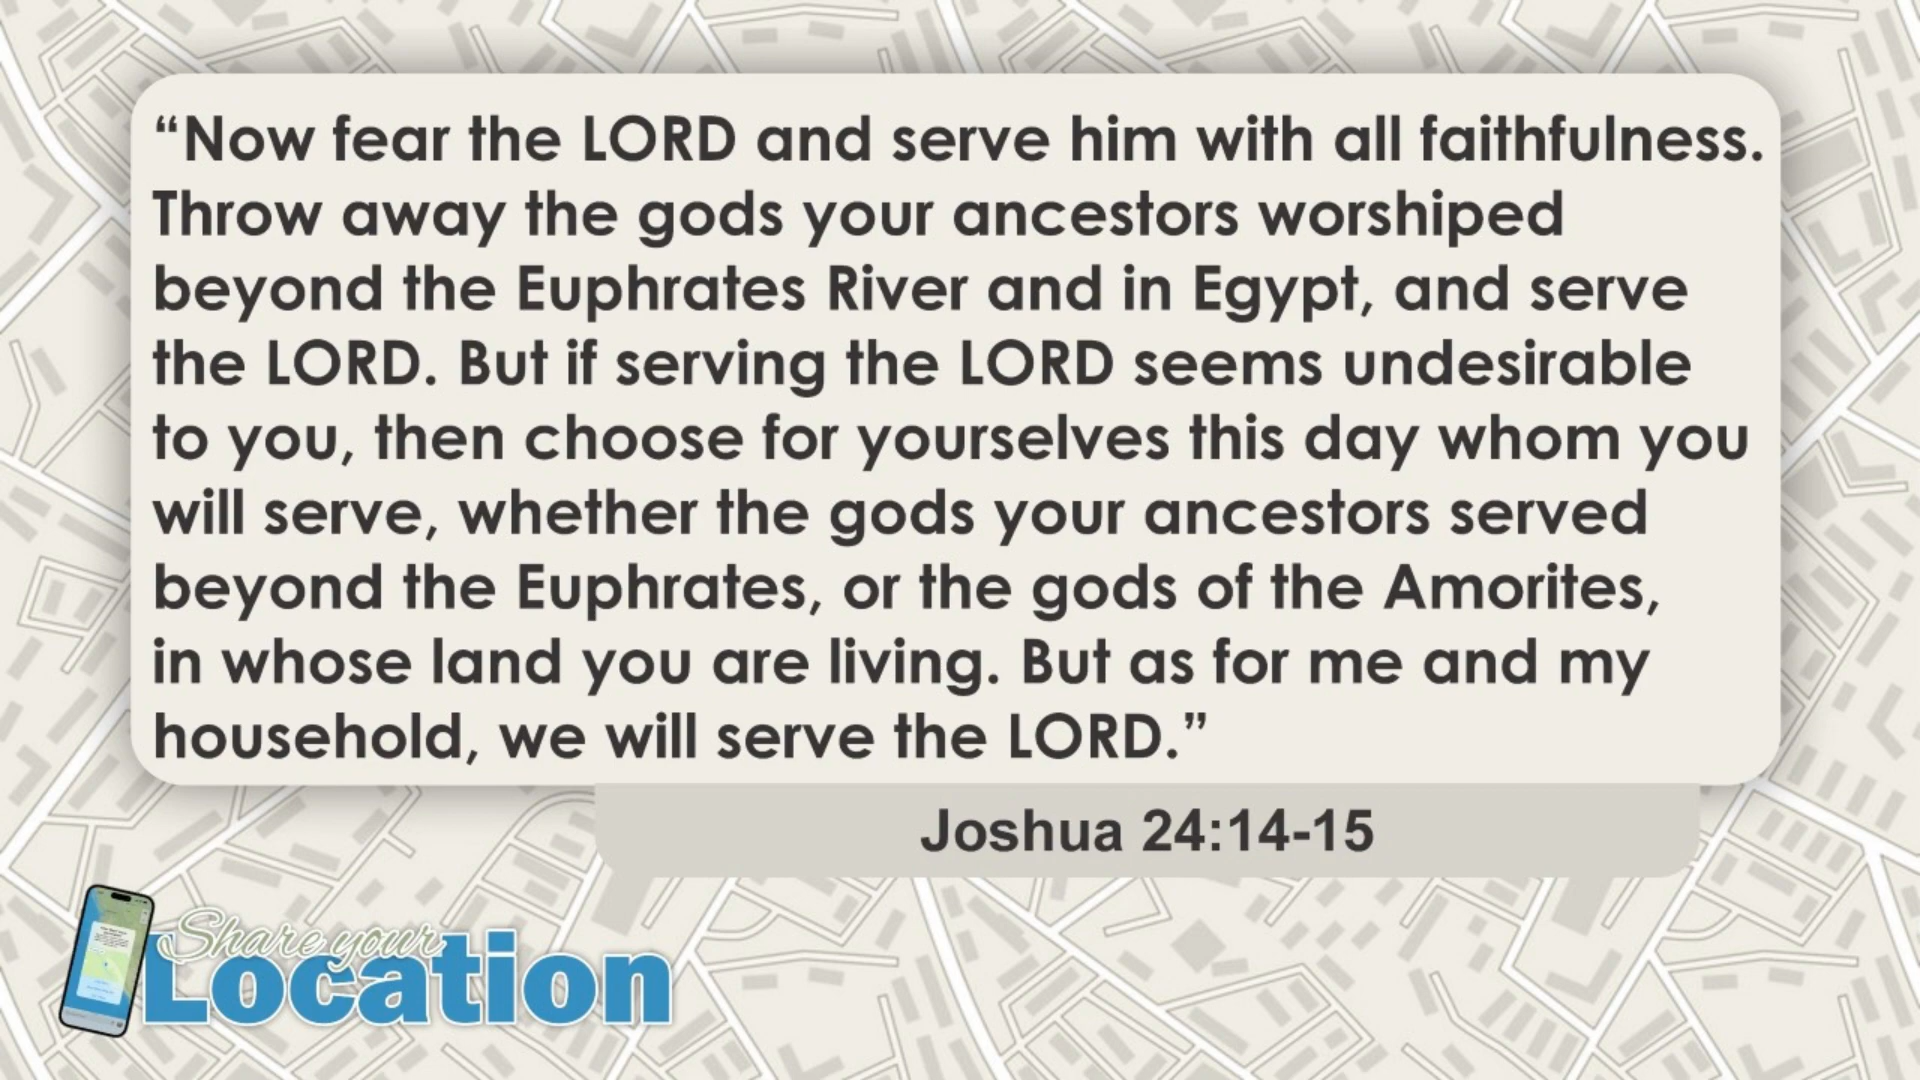 “Now fear the LORD and serve him with all faithfulness.
Throw away the gods your ancestors worshiped
beyond the Euphrates River and in Egypt, and serve
the LORD. But if serving the LORD seems undesirable
to you, then choose for yourselves this day whom you
will serve, whether the gods your ancestors served
beyond the Euphrates, or the gods of the Amorites,
in whose land you are living. But as for me and my
household, we will serve the LORD.”
Joshua 24:14-15
Share your
Location